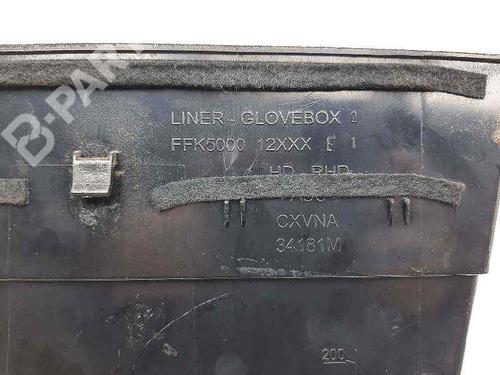 B-PARTS
LINER - GLOVEBOX 2
FFK5000 12XXX E 1
HD - RHD
CXVNA
34181M
200